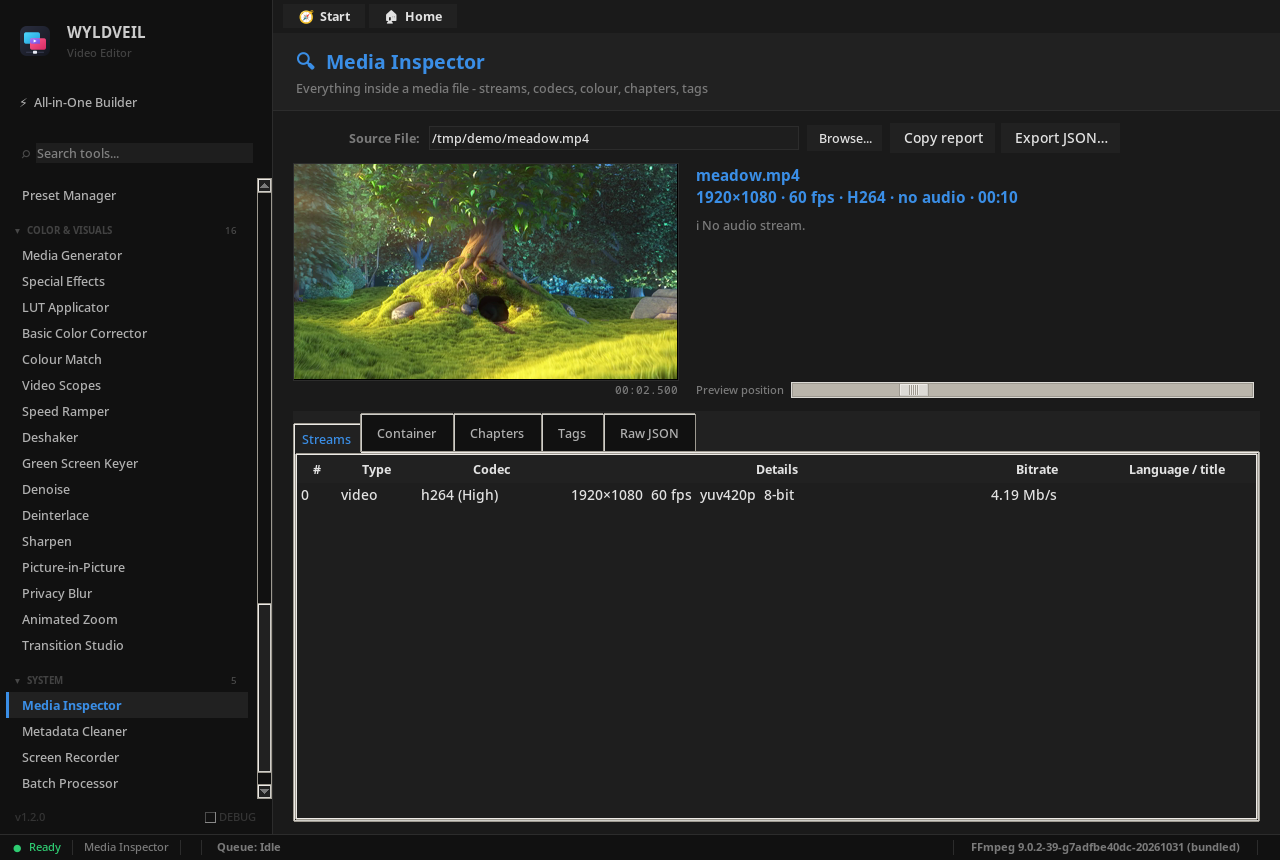 WYLDVEIL
Video Editor
⚡ All-in-One Builder
Search tools...
Preset Manager
▾ COLOR & VISUALS 16
Media Generator
Special Effects
LUT Applicator
Basic Color Corrector
Colour Match
Video Scopes
Speed Ramper
Deshaker
Green Screen Keyer
Denoise
Deinterlace
Sharpen
Picture-in-Picture
Privacy Blur
Animated Zoom
Transition Studio
▾ SYSTEM 5
Media Inspector
Metadata Cleaner
Screen Recorder
Batch Processor
v1.2.0 DEBUG
Start Home
Media Inspector
Everything inside a media file - streams, codecs, colour, chapters, tags
Source File: /tmp/demo/meadow.mp4 Browse... Copy report Export JSON...
meadow.mp4
1920×1080 · 60 fps · H264 · no audio · 00:10
i No audio stream.
00:02.500 Preview position
Streams Container Chapters Tags Raw JSON
# Type Codec Details Bitrate Language / title
0 video h264 (High) 1920×1080 60 fps yuv420p 8-bit 4.19 Mb/s
● Ready Media Inspector Queue: Idle FFmpeg 9.0.2-39-g7adfbe40dc-20261031 (bundled)